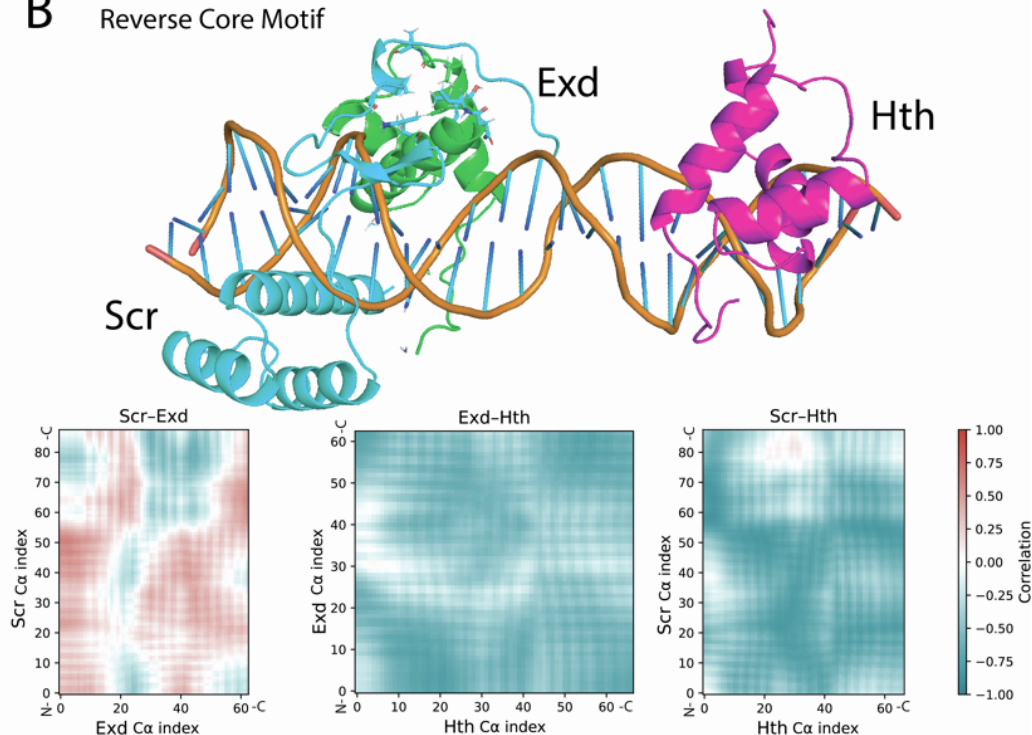 B
Reverse Core Motif
Exd
Hth
Scr
Scr–Exd
Exd–Hth
Scr–Hth
-C
80
70
60
50
40
30
20
10
0
N-
Scr Cα index
0 20 40 60 -C
Exd Cα index
-C
60
50
40
30
20
10
0
N-
Exd Cα index
0 10 20 30 40 50 60 -C
Hth Cα index
-C
80
70
60
50
40
30
20
10
0
N-
Scr Cα index
0 20 40 60 -C
Hth Cα index
1.00
0.75
0.50
0.25
0.00
−0.25
−0.50
−0.75
−1.00
Correlation